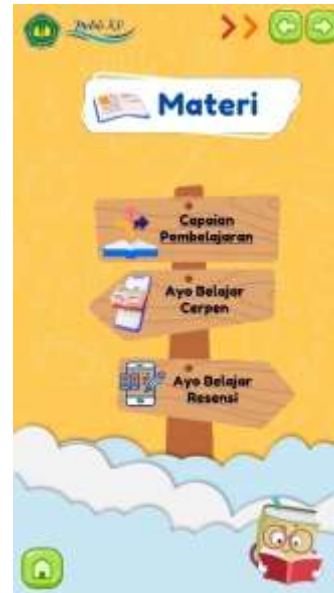 Materi
Capaian
Pembelajaran
Ayo Belajar
Cerpen
Ayo Belajar
Resensi